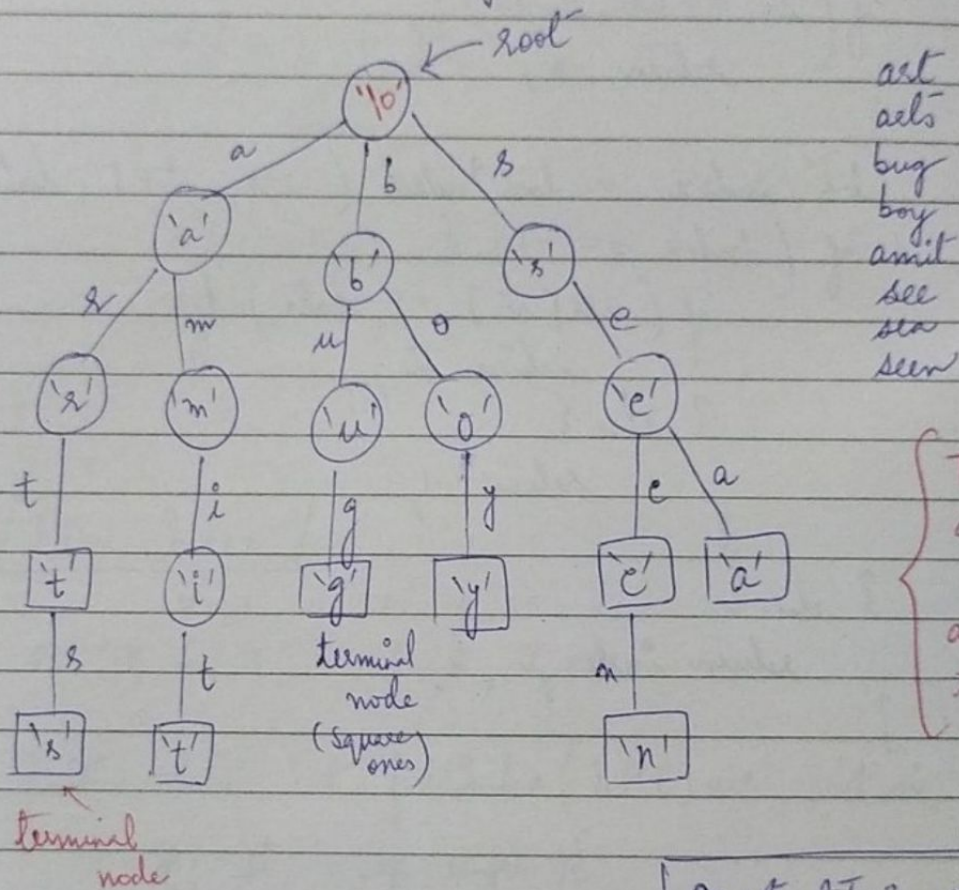 root
'\0'
a b s
'a' 'b' 's'
r m u o e
'r' 'm' 'u' 'o' 'e'
t i g y e a
't' 'i' 'g' 'y' 'e' 'a'
s t n
terminal
node
(square
ones)
's' 't' 'n'
terminal
node
art
arts
bug
boy
amit
see
sea
seen